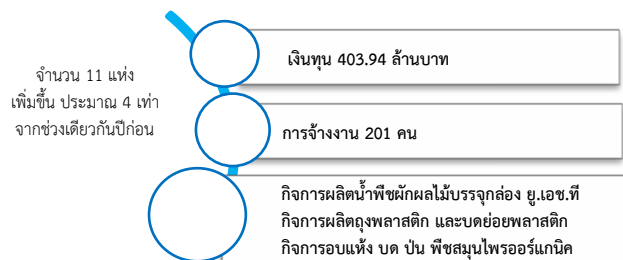 จำนวน 11 แห่ง
เพิ่มขึ้น ประมาณ 4 เท่า
จากช่วงเดียวกันปีก่อน
เงินทุน 403.94 ล้านบาท
การจ้างงาน 201 คน
กิจการผลิตน้ำพืชผักผลไม้บรรจุกล่อง ยู.เอช.ที
กิจการผลิตถุงพลาสติก และบดย่อยพลาสติก
กิจการอบแห้ง บด ป่น พืชสมุนไพรออร์แกนิค